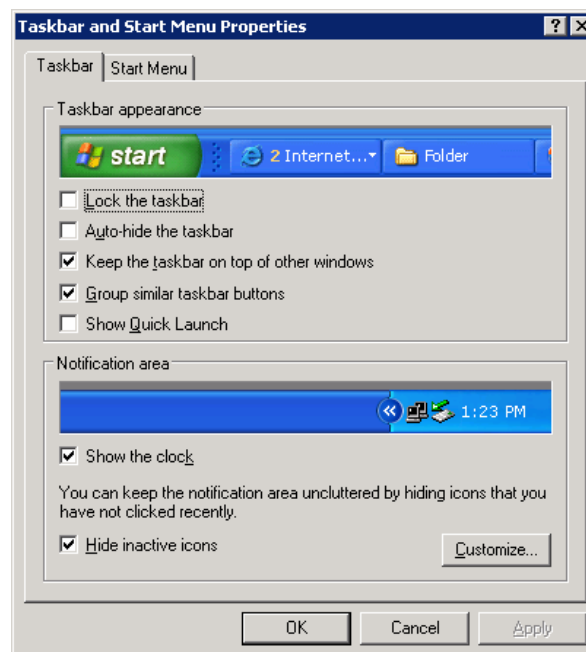 Taskbar and Start Menu Properties
Taskbar
Start Menu
Taskbar appearance
start
2 Internet...
Folder
Lock the taskbar
Auto-hide the taskbar
Keep the taskbar on top of other windows
Group similar taskbar buttons
Show Quick Launch
Notification area
1:23 PM
Show the clock
You can keep the notification area uncluttered by hiding icons that you
have not clicked recently.
Hide inactive icons
Customize...
OK
Cancel
Apply